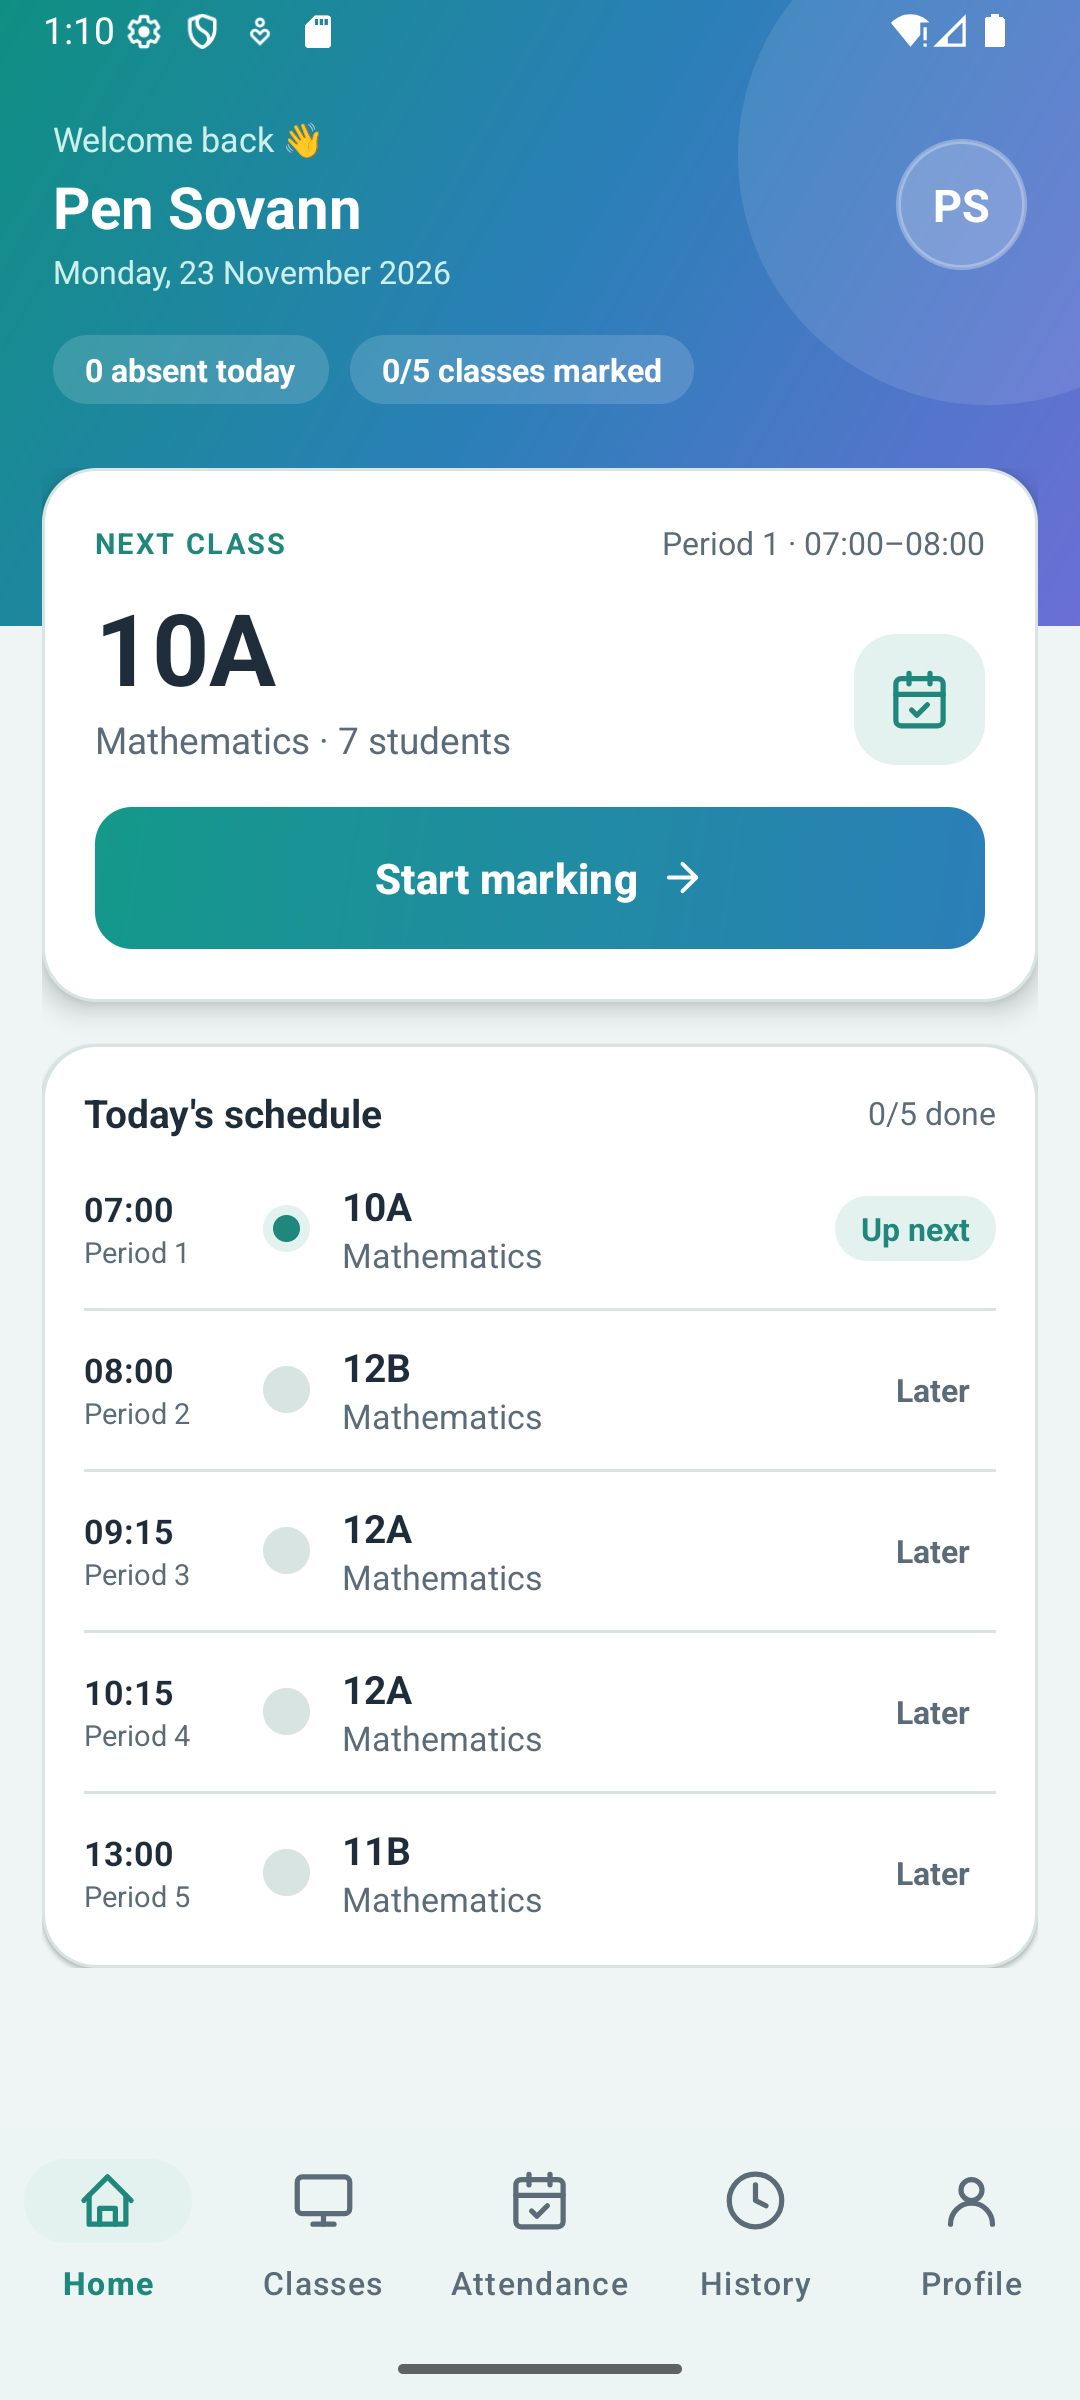 1:10
Welcome back 👋
Pen Sovann
Monday, 23 November 2026
PS
0 absent today
0/5 classes marked
NEXT CLASS
Period 1 · 07:00–08:00
10A
Mathematics · 7 students
Start marking →
Today's schedule
0/5 done
07:00
Period 1
10A
Mathematics
Up next
08:00
Period 2
12B
Mathematics
Later
09:15
Period 3
12A
Mathematics
Later
10:15
Period 4
12A
Mathematics
Later
13:00
Period 5
11B
Mathematics
Later
Home
Classes
Attendance
History
Profile